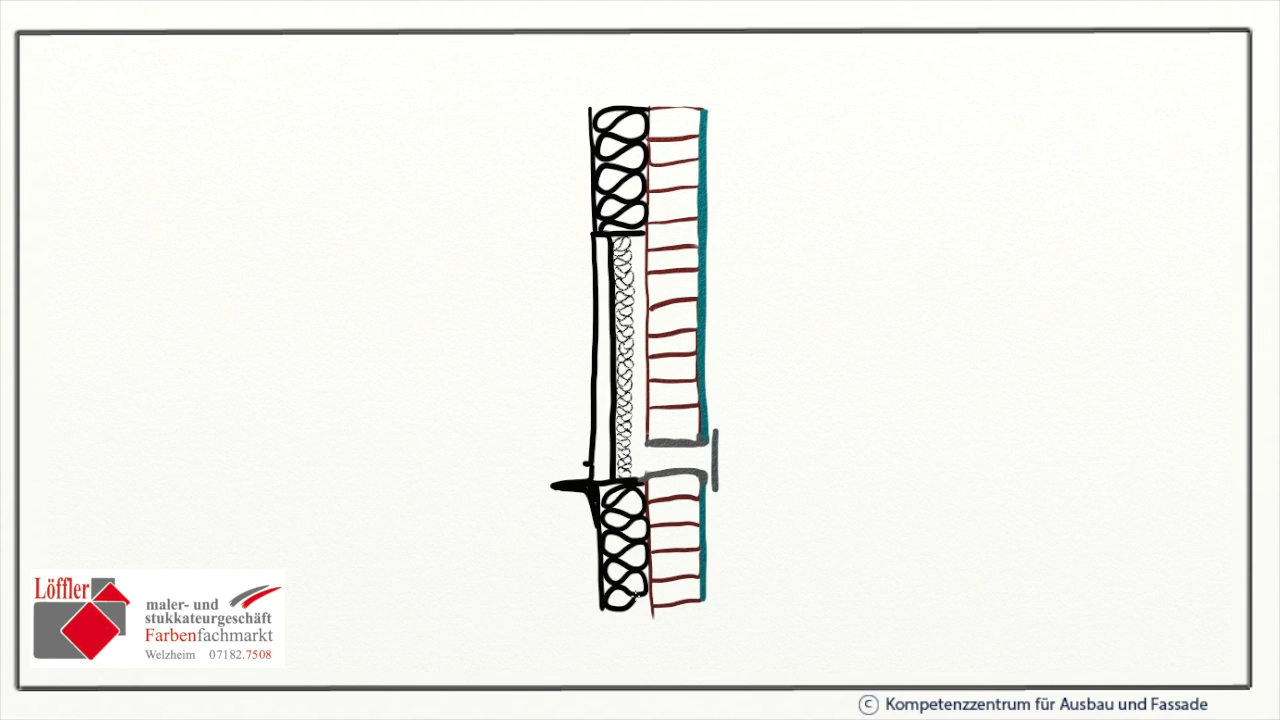 Löffler
maler- und
stukkateurgeschäft
Farbenfachmarkt
Welzheim 07182.7508
© Kompetenzzentrum für Ausbau und Fassade